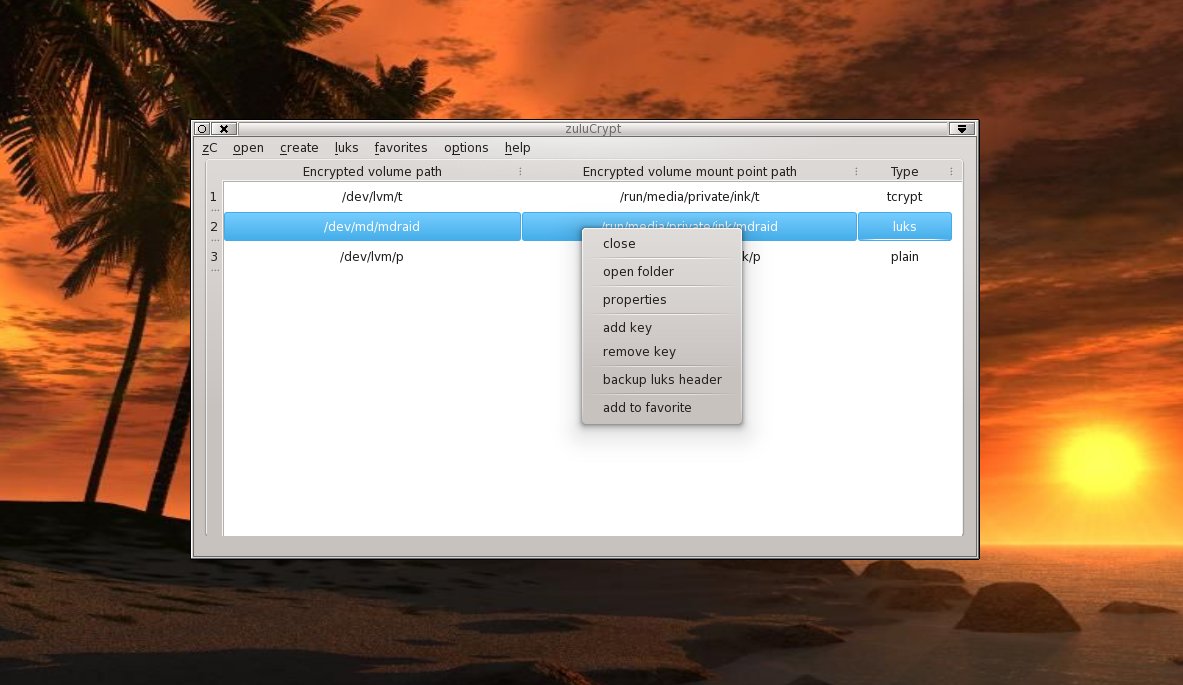 zuluCrypt
zC open create luks favorites options help
Encrypted volume path Encrypted volume mount point path Type
1 /dev/lvm/t /run/media/private/ink/t tcrypt
2 /dev/md/mdraid /run/media/private/ink/mdraid luks
3 /dev/lvm/p k/p plain
close
open folder
properties
add key
remove key
backup luks header
add to favorite